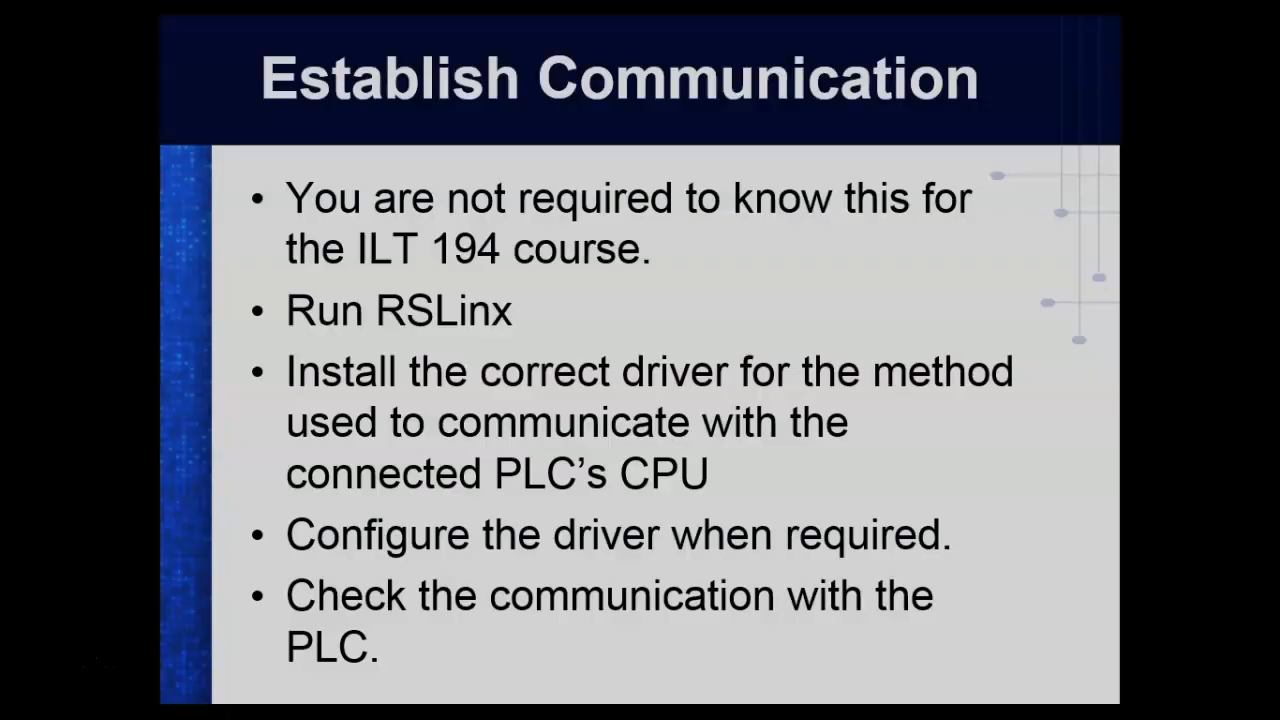 Establish Communication
• You are not required to know this for
the ILT 194 course.
• Run RSLinx
• Install the correct driver for the method
used to communicate with the
connected PLC’s CPU
• Configure the driver when required.
• Check the communication with the
PLC.